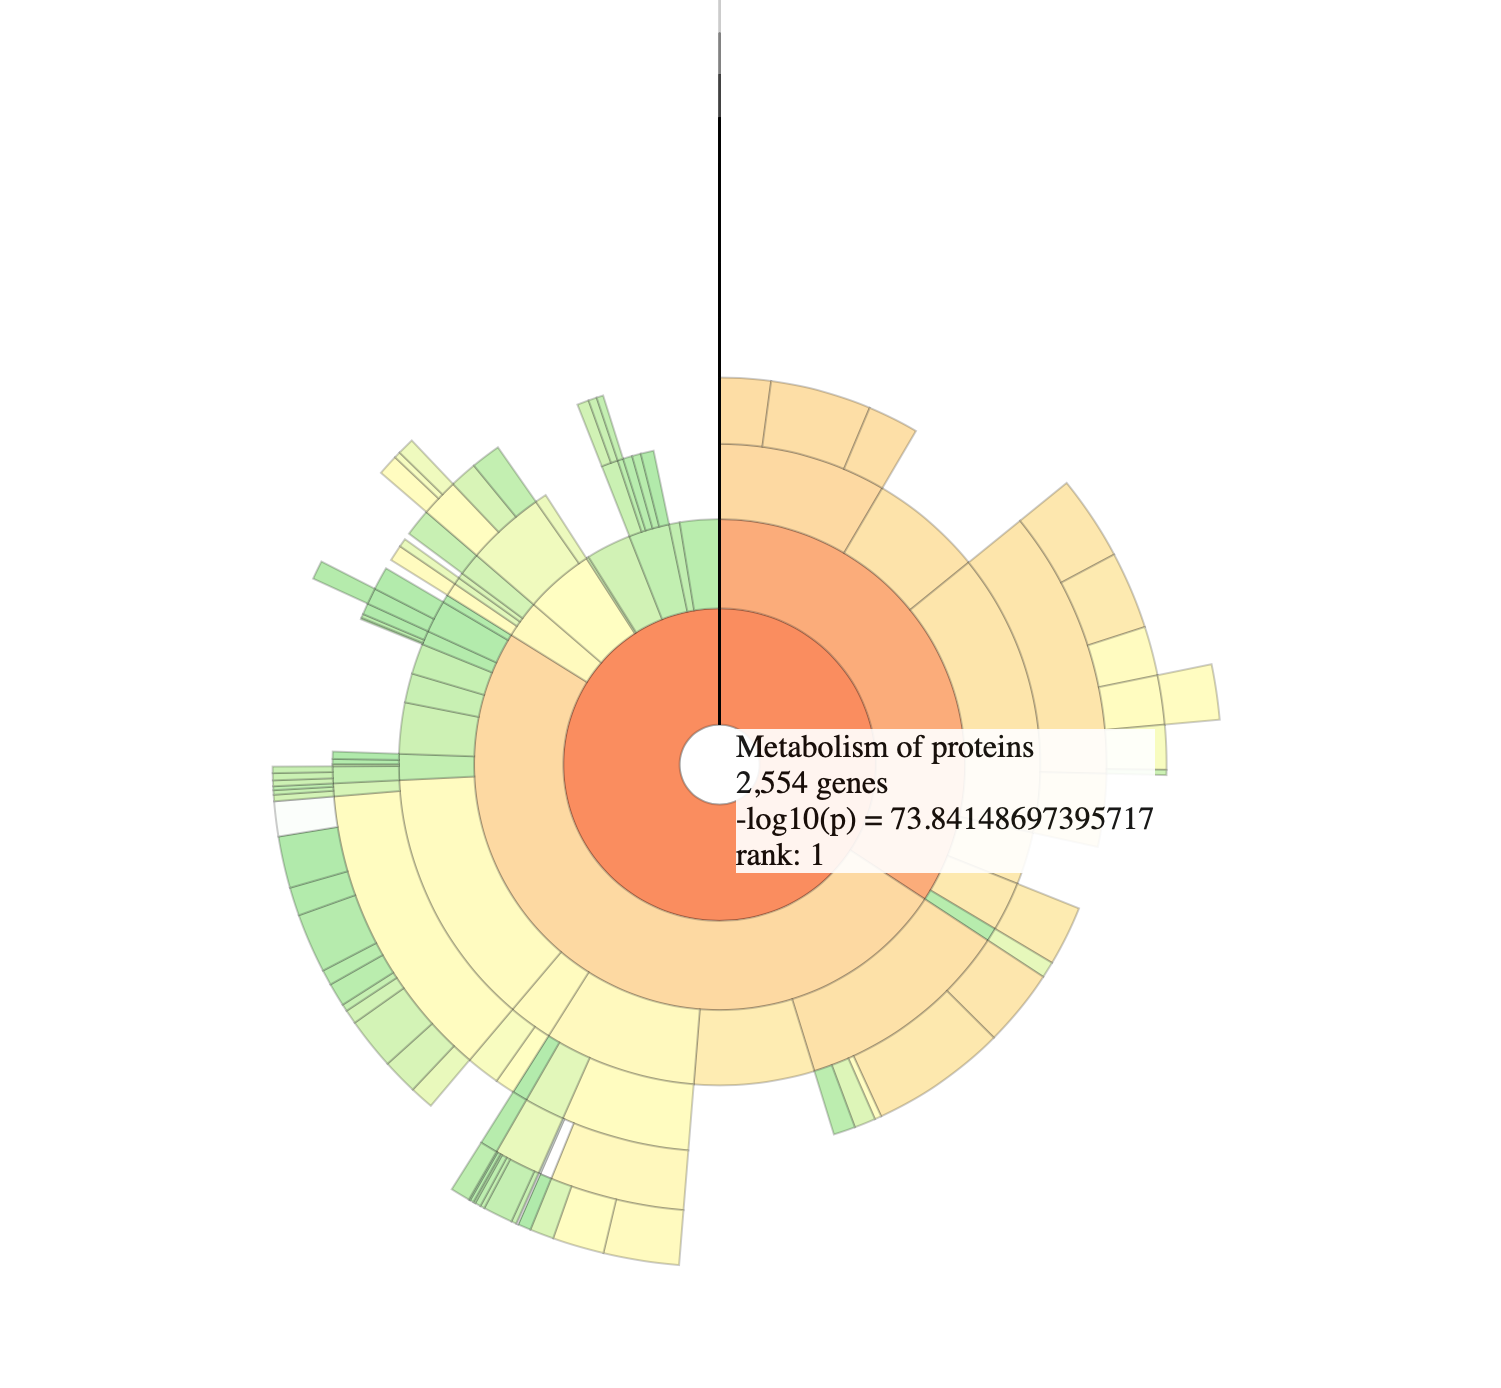 Metabolism of proteins
2,554 genes
-log10(p) = 73.84148697395717
rank: 1